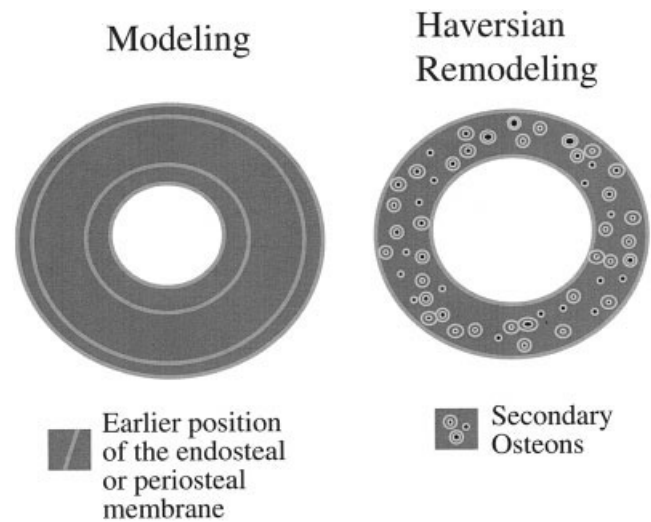 Modeling
Haversian
Remodeling
Earlier position
of the endosteal
or periosteal
membrane
Secondary
Osteons